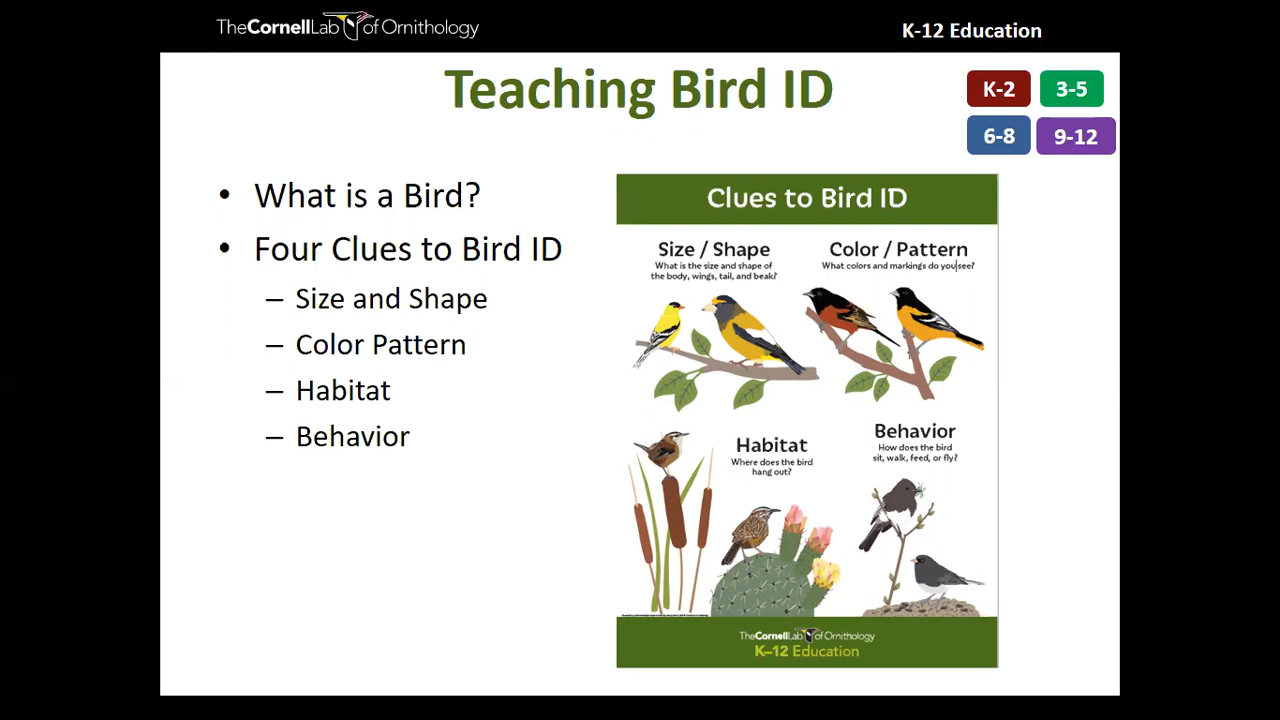 TheCornellLab of Ornithology
K-12 Education
Teaching Bird ID
K-2
3-5
6-8
9-12
• What is a Bird?
• Four Clues to Bird ID
– Size and Shape
– Color Pattern
– Habitat
– Behavior
Clues to Bird ID
Size / Shape
What is the size and shape of
the body, wings, tail, and beak?
Color / Pattern
What colors and markings do you see?
Habitat
Where does the bird
hang out?
Behavior
How does the bird
sit, walk, feed, or fly?
TheCornellLab of Ornithology
K–12 Education